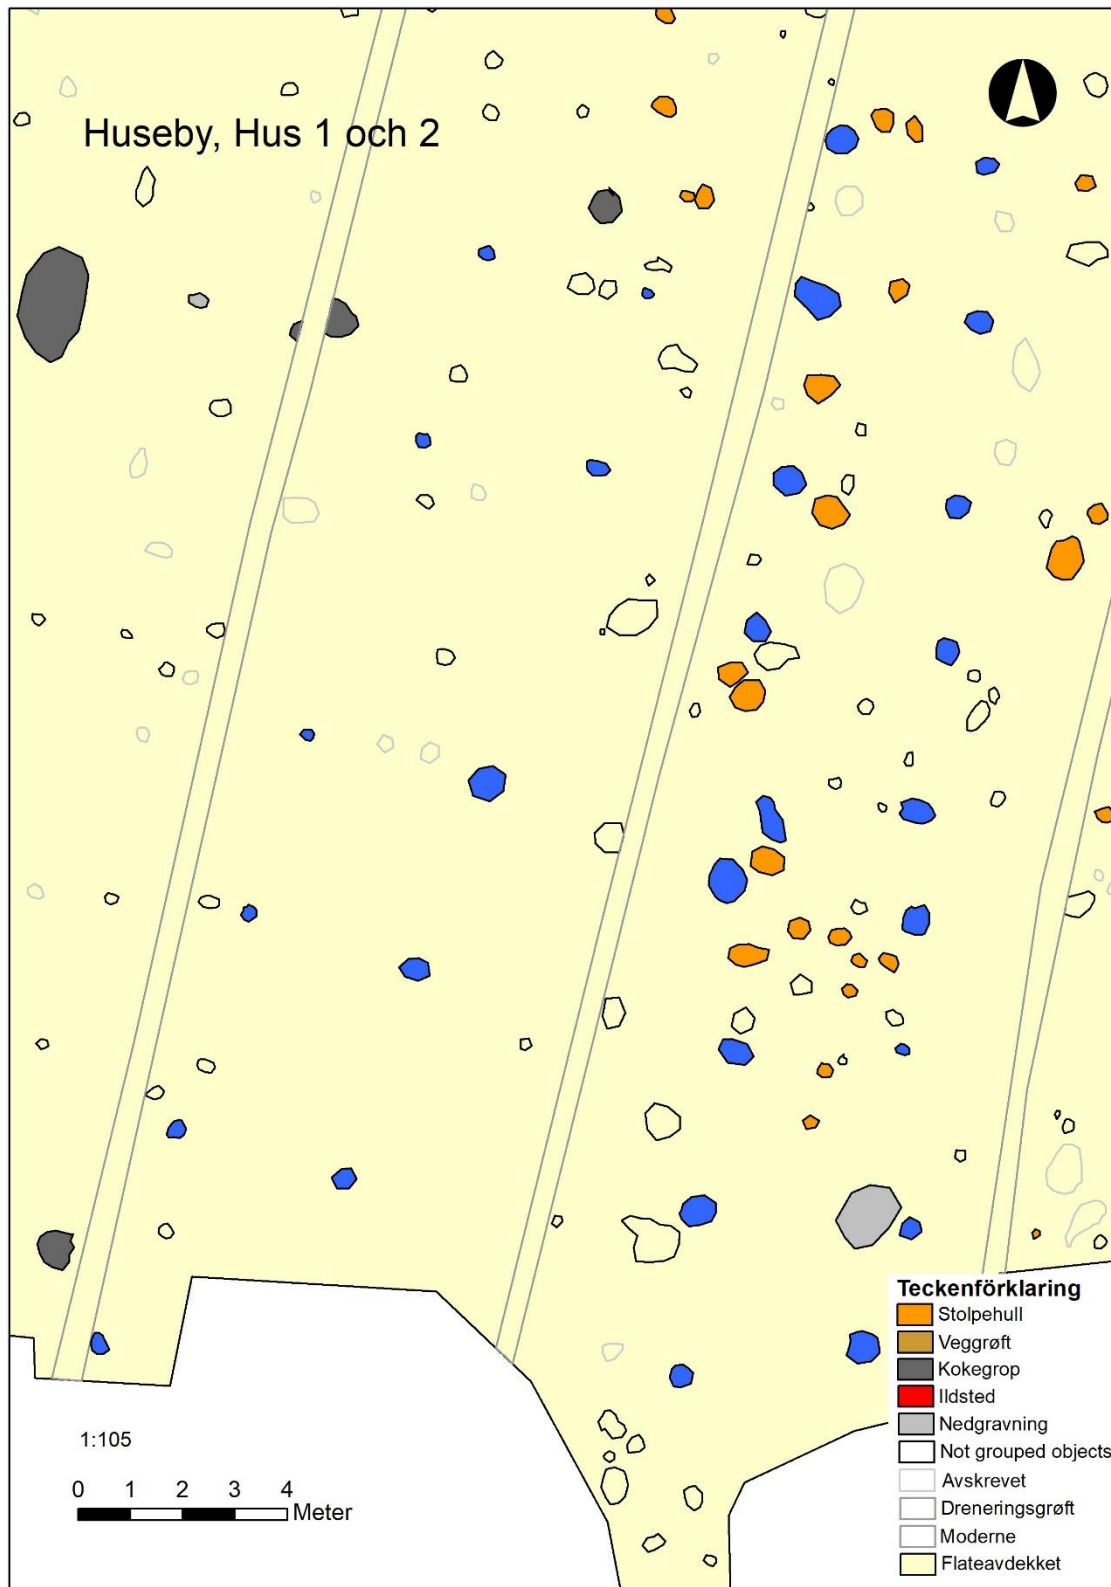 Huseby, Hus 1 och 2
Teckenförklaring
Stolpehull
Veggrøft
Kokegrop
Ildsted
Nedgravning
Not grouped objects
Avskrevet
Dreneringsgrøft
Moderne
Flateavdekket
1:105
0 1 2 3 4
Meter